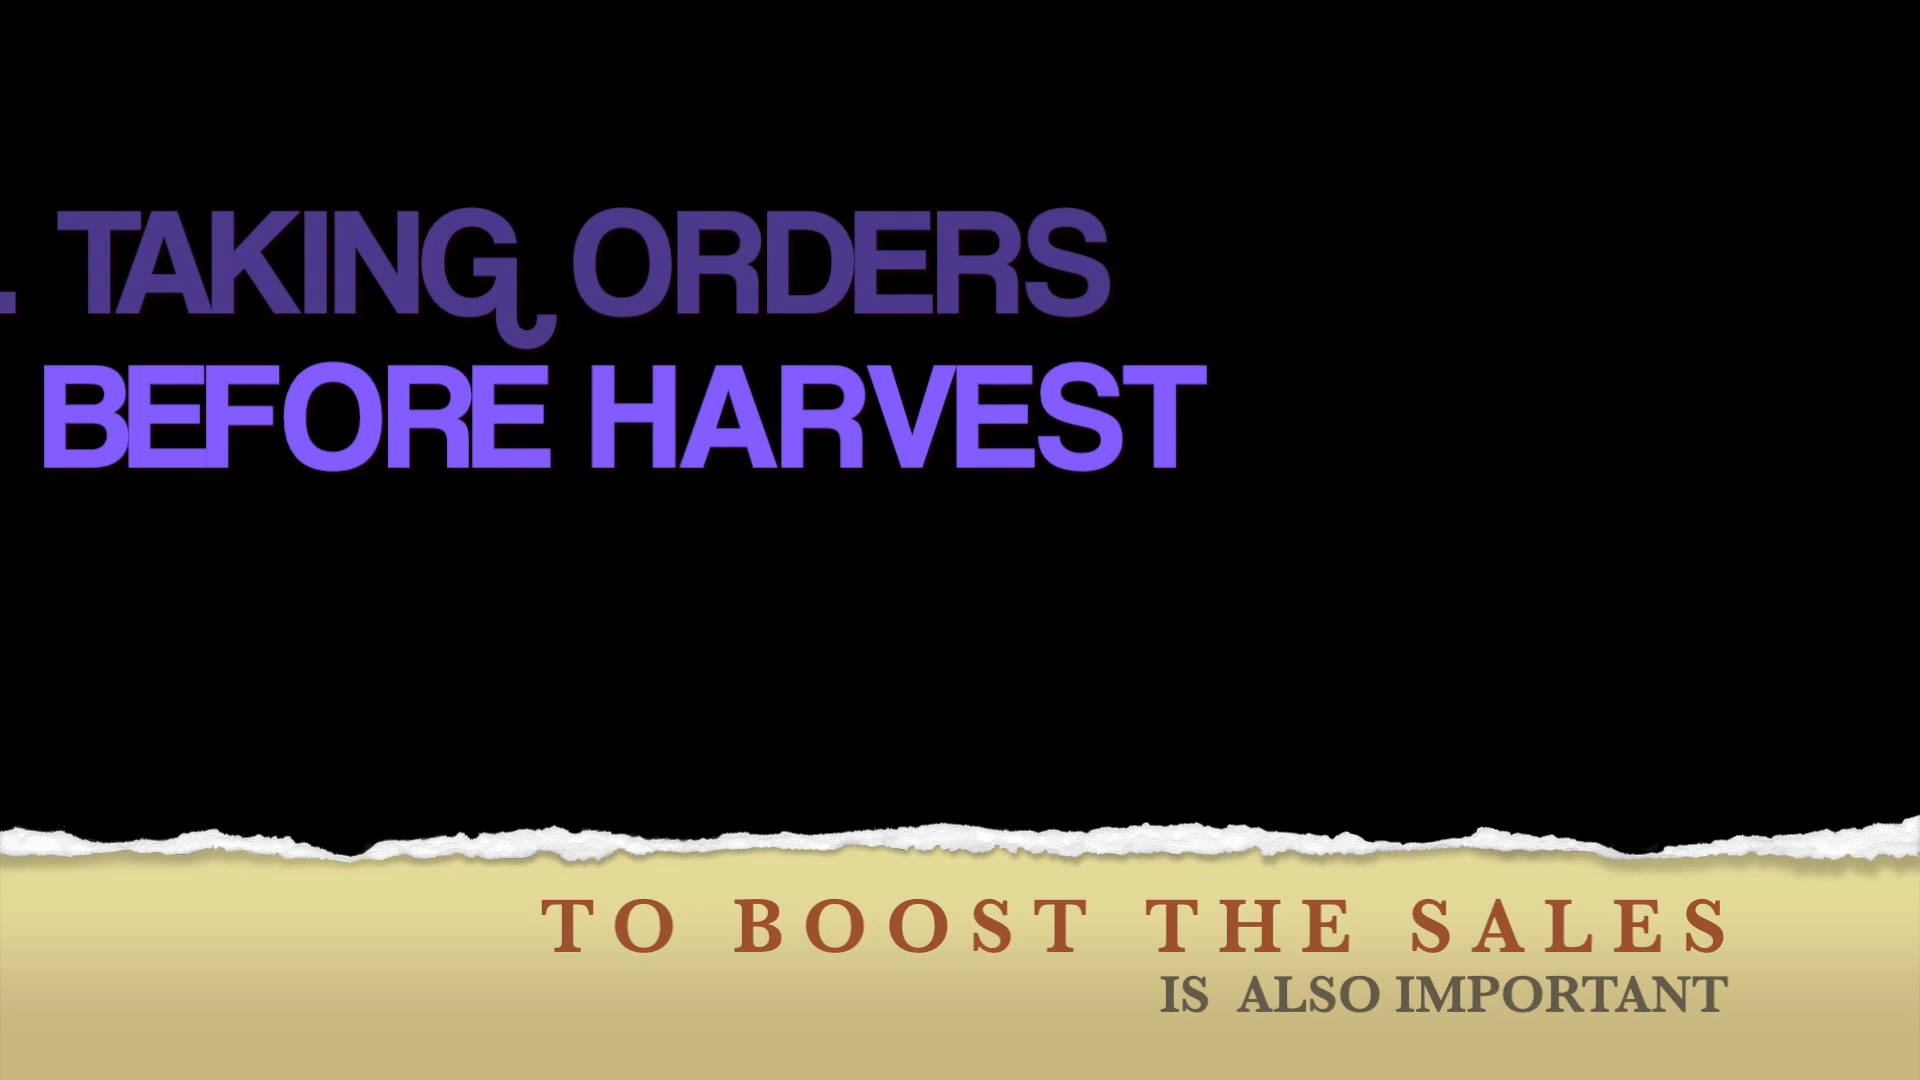 . TAKING ORDERS
BEFORE HARVEST
TO BOOST THE SALES
IS ALSO IMPORTANT